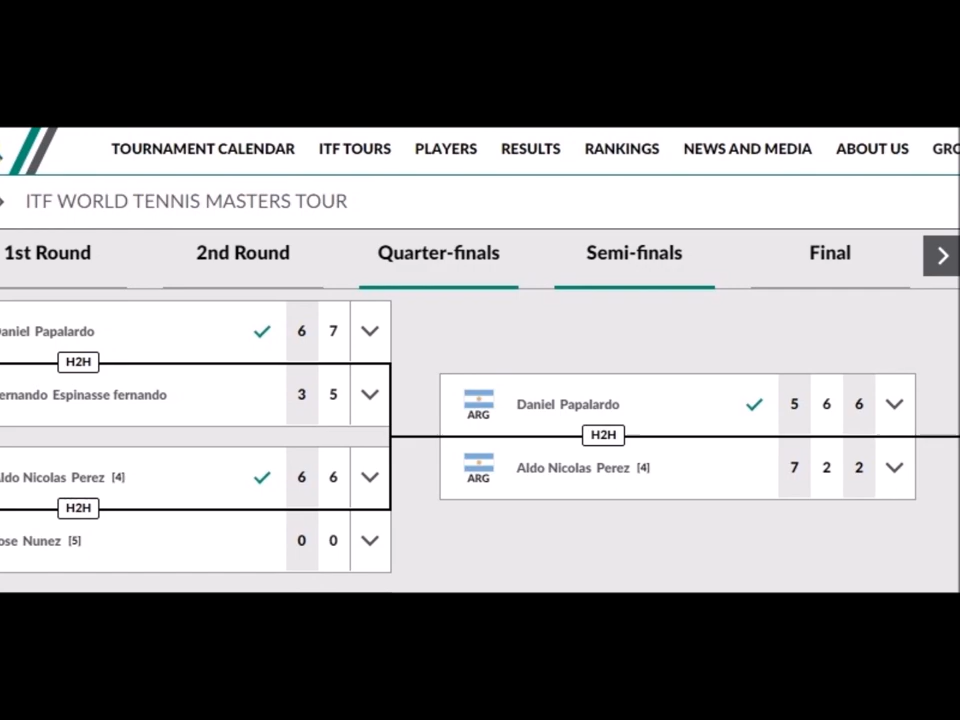 TOURNAMENT CALENDAR ITF TOURS PLAYERS RESULTS RANKINGS NEWS AND MEDIA ABOUT US GRO
ITF WORLD TENNIS MASTERS TOUR
1st Round 2nd Round Quarter-finals Semi-finals Final
aniel Papalardo 6 7
H2H
ernando Espinasse fernando 3 5
ldo Nicolas Perez [4] 6 6
H2H
ose Nunez [5] 0 0
ARG Daniel Papalardo 5 6 6
H2H
ARG Aldo Nicolas Perez [4] 7 2 2